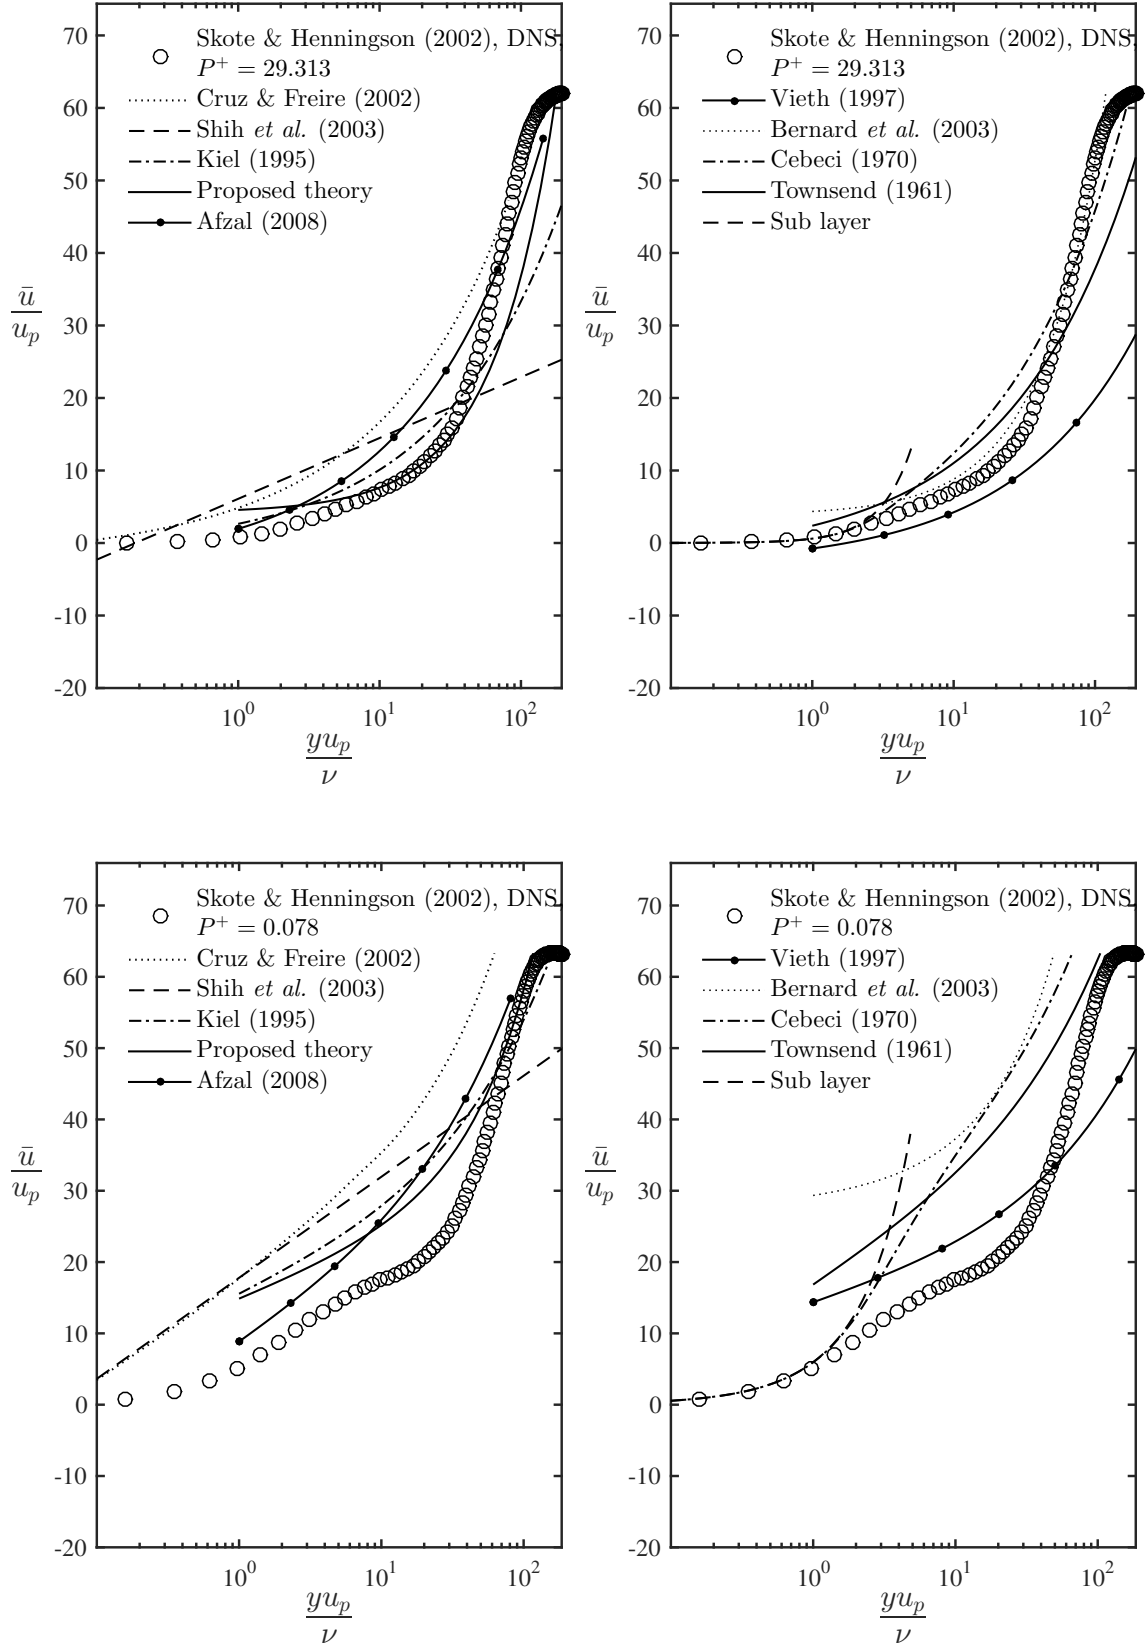 70
60
50
40
30
20
10
0
-10
-20
ū
u_p
Skote & Henningson (2002), DNS,
P⁺ = 29.313
Cruz & Freire (2002)
Shih et al. (2003)
Kiel (1995)
Proposed theory
Afzal (2008)
10⁰ 10¹ 10²
yu_p
ν
70
60
50
40
30
20
10
0
-10
-20
ū
u_p
Skote & Henningson (2002), DNS,
P⁺ = 29.313
Vieth (1997)
Bernard et al. (2003)
Cebeci (1970)
Townsend (1961)
Sub layer
10⁰ 10¹ 10²
yu_p
ν
70
60
50
40
30
20
10
0
-10
-20
ū
u_p
Skote & Henningson (2002), DNS,
P⁺ = 0.078
Cruz & Freire (2002)
Shih et al. (2003)
Kiel (1995)
Proposed theory
Afzal (2008)
10⁰ 10¹ 10²
yu_p
ν
70
60
50
40
30
20
10
0
-10
-20
ū
u_p
Skote & Henningson (2002), DNS,
P⁺ = 0.078
Vieth (1997)
Bernard et al. (2003)
Cebeci (1970)
Townsend (1961)
Sub layer
10⁰ 10¹ 10²
yu_p
ν